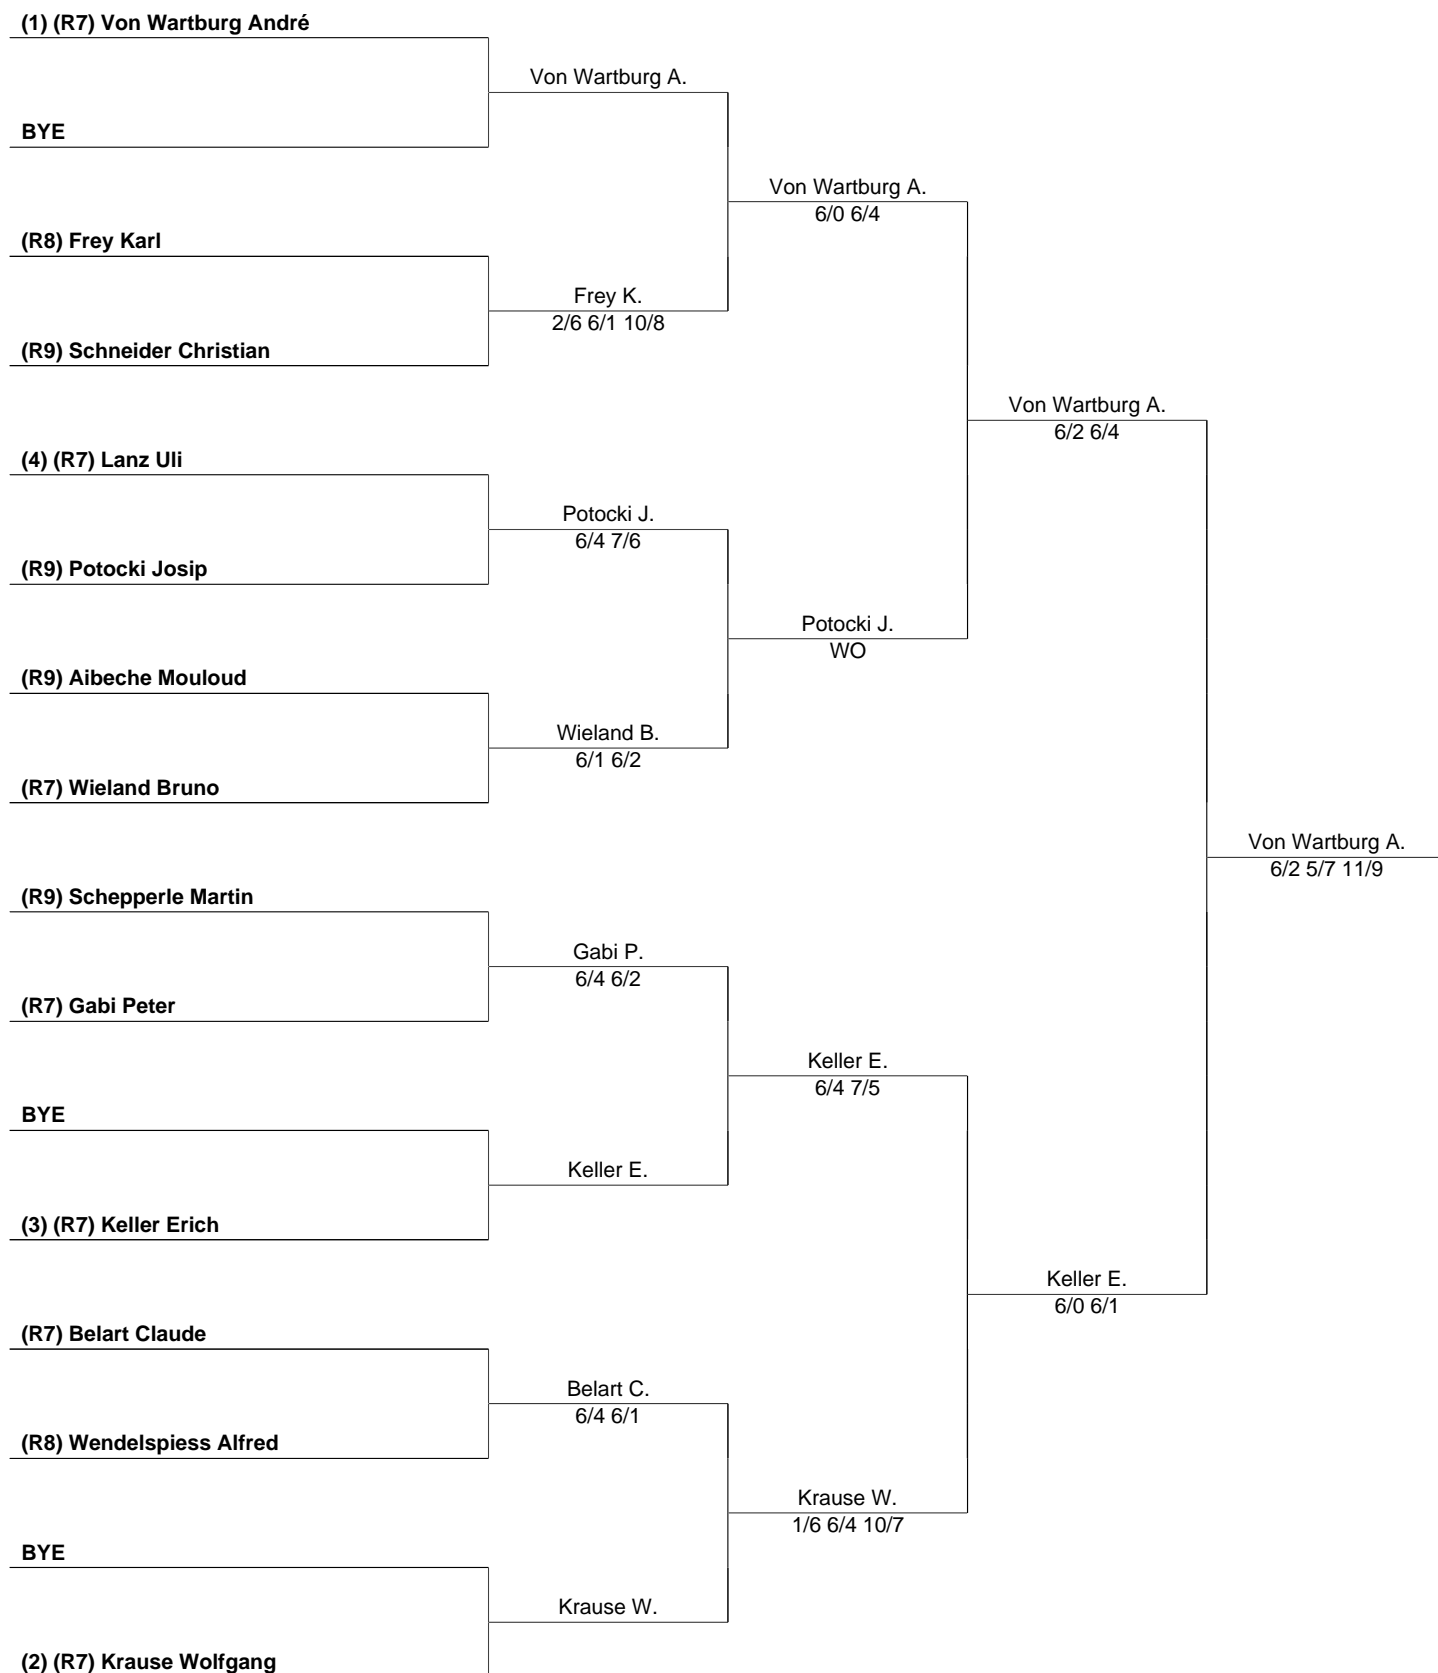 (1) (R7) Von Wartburg André
Von Wartburg A.
BYE
Von Wartburg A.
6/0 6/4
(R8) Frey Karl
Frey K.
2/6 6/1 10/8
(R9) Schneider Christian
Von Wartburg A.
6/2 6/4
(4) (R7) Lanz Uli
Potocki J.
6/4 7/6
(R9) Potocki Josip
Potocki J.
WO
(R9) Aibeche Mouloud
Wieland B.
6/1 6/2
(R7) Wieland Bruno
Von Wartburg A.
6/2 5/7 11/9
(R9) Schepperle Martin
Gabi P.
6/4 6/2
(R7) Gabi Peter
Keller E.
6/4 7/5
BYE
Keller E.
(3) (R7) Keller Erich
Keller E.
6/0 6/1
(R7) Belart Claude
Belart C.
6/4 6/1
(R8) Wendelspiess Alfred
Krause W.
1/6 6/4 10/7
BYE
Krause W.
(2) (R7) Krause Wolfgang